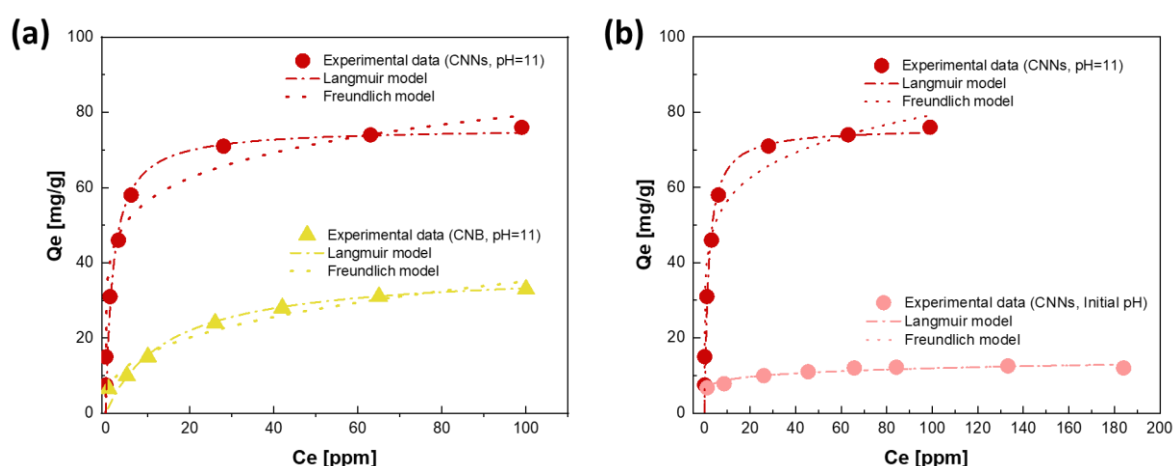 (a)
100
80
60
40
20
0
Qe [mg/g]
Experimental data (CNNs, pH=11)
Langmuir model
Freundlich model
Experimental data (CNB, pH=11)
Langmuir model
Freundlich model
0 20 40 60 80 100
Ce [ppm]
(b)
100
80
60
40
20
0
Qe [mg/g]
Experimental data (CNNs, pH=11)
Langmuir model
Freundlich model
Experimental data (CNNs, Initial pH)
Langmuir model
Freundlich model
0 20 40 60 80 100 120 140 160 180 200
Ce [ppm]